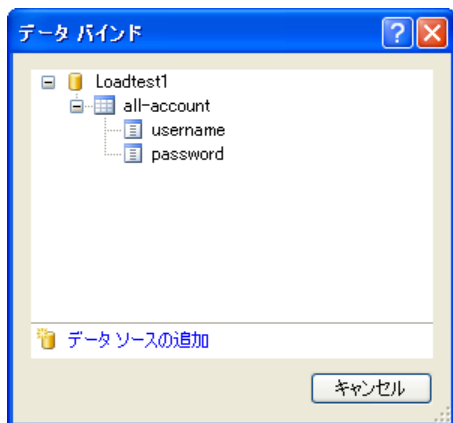 データ バインド
Loadtest1
all-account
username
password
データ ソースの追加
キャンセル